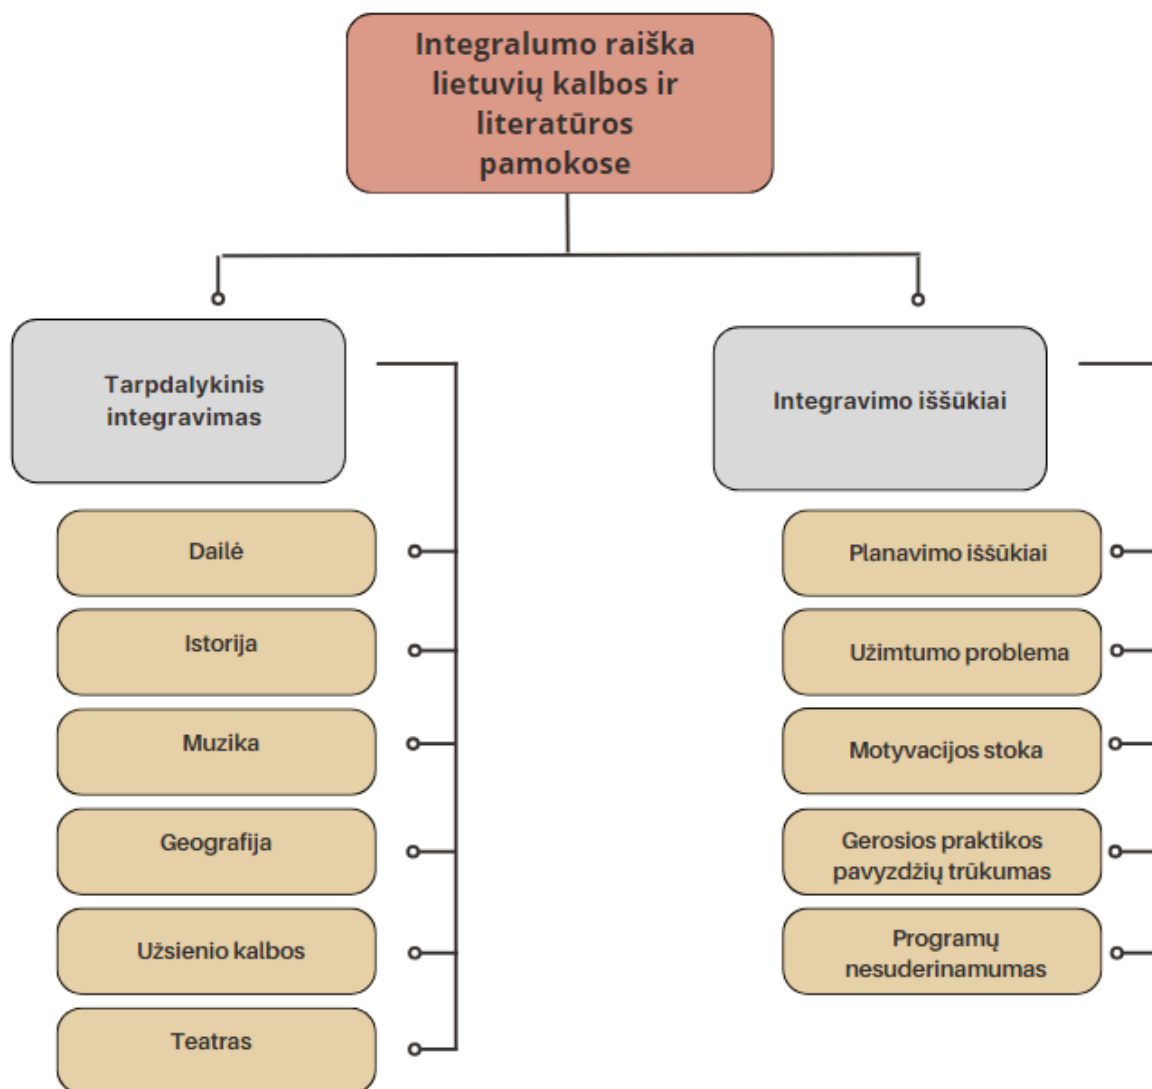 Integralumo raiška
lietuvių kalbos ir
literatūros
pamokose
Tarpdalykinis
integravimas
Dailė
Istorija
Muzika
Geografija
Užsienio kalbos
Teatras
Integravimo iššūkiai
Planavimo iššūkiai
Užimtumo problema
Motyvacijos stoka
Gerosios praktikos
pavyzdžių trūkumas
Programų
nesuderinamumas